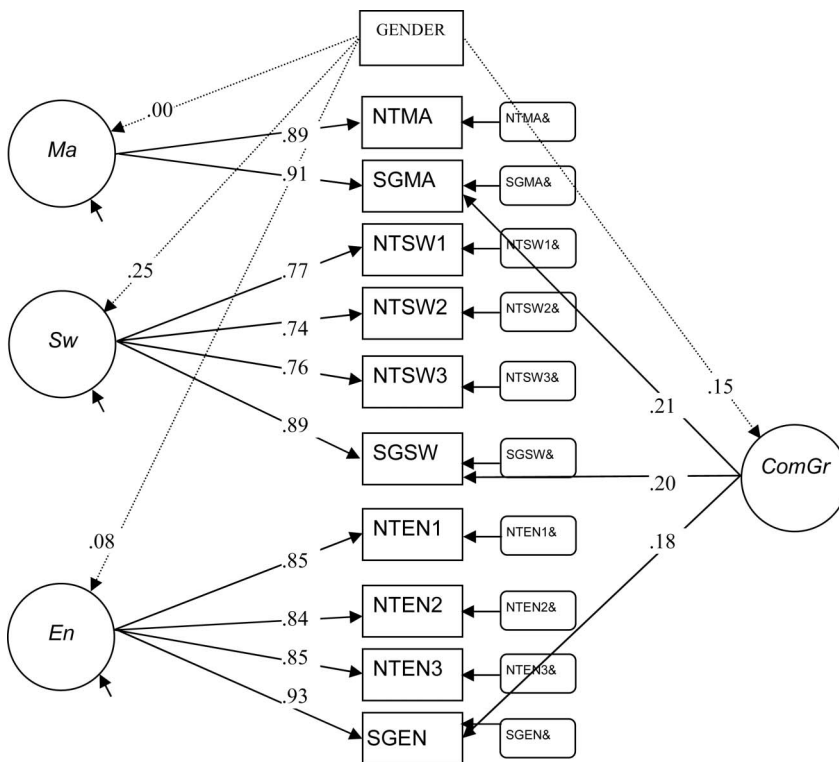 GENDER
.00
Ma
.89
NTMA
NTMA&
.91
SGMA
SGMA&
.25
.77
NTSW1
NTSW1&
Sw
.74
NTSW2
NTSW2&
.76
NTSW3
NTSW3&
.21
.15
.89
SGSW
SGSW&
.20
ComGr
.08
.85
NTEN1
NTEN1&
.18
En
.84
NTEN2
NTEN2&
.85
NTEN3
NTEN3&
.93
SGEN
SGEN&